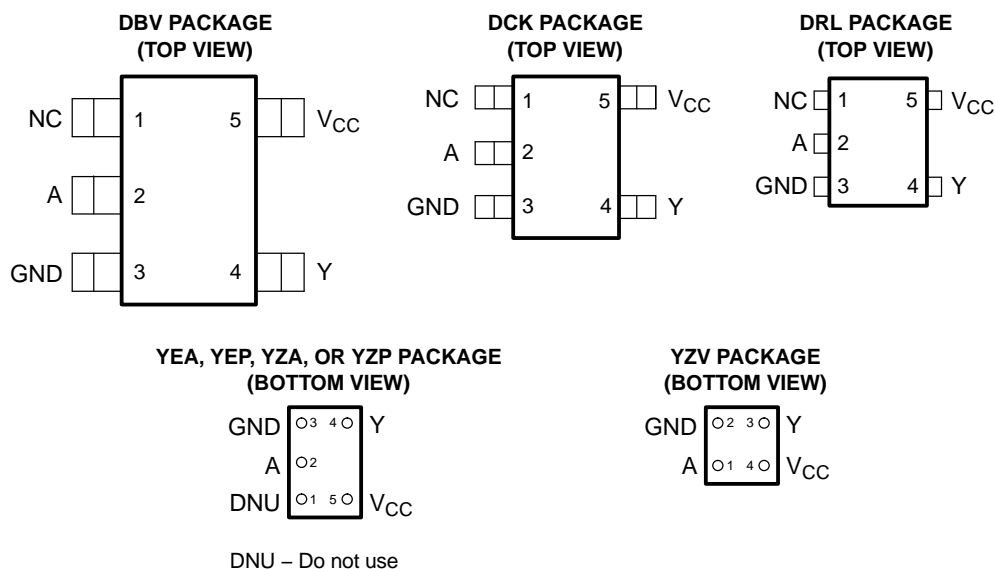 DBV PACKAGE
(TOP VIEW)
NC 1 5 VCC
A 2
GND 3 4 Y
DCK PACKAGE
(TOP VIEW)
NC 1 5 VCC
A 2
GND 3 4 Y
DRL PACKAGE
(TOP VIEW)
NC 1 5 VCC
A 2
GND 3 4 Y
YEA, YEP, YZA, OR YZP PACKAGE
(BOTTOM VIEW)
GND 3 4 Y
A 2
DNU 1 5 VCC
DNU – Do not use
YZV PACKAGE
(BOTTOM VIEW)
GND 2 3 Y
A 1 4 VCC